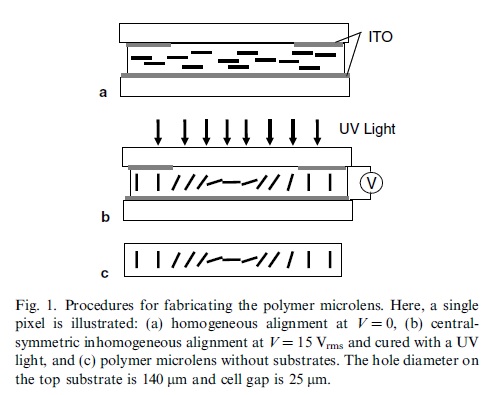 ITO
a
UV Light
V
b
c
Fig. 1. Procedures for fabricating the polymer microlens. Here, a single
pixel is illustrated: (a) homogeneous alignment at V = 0, (b) central-
symmetric inhomogeneous alignment at V = 15 Vrms and cured with a UV
light, and (c) polymer microlens without substrates. The hole diameter on
the top substrate is 140 μm and cell gap is 25 μm.